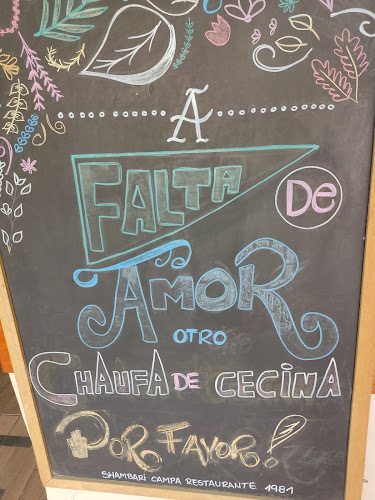 A
FALTA DE
AMOR
OTRO
CHAUFA DE CECINA
POR FAVOR!
SHAMBARI CAMPA RESTAURANTE 1981